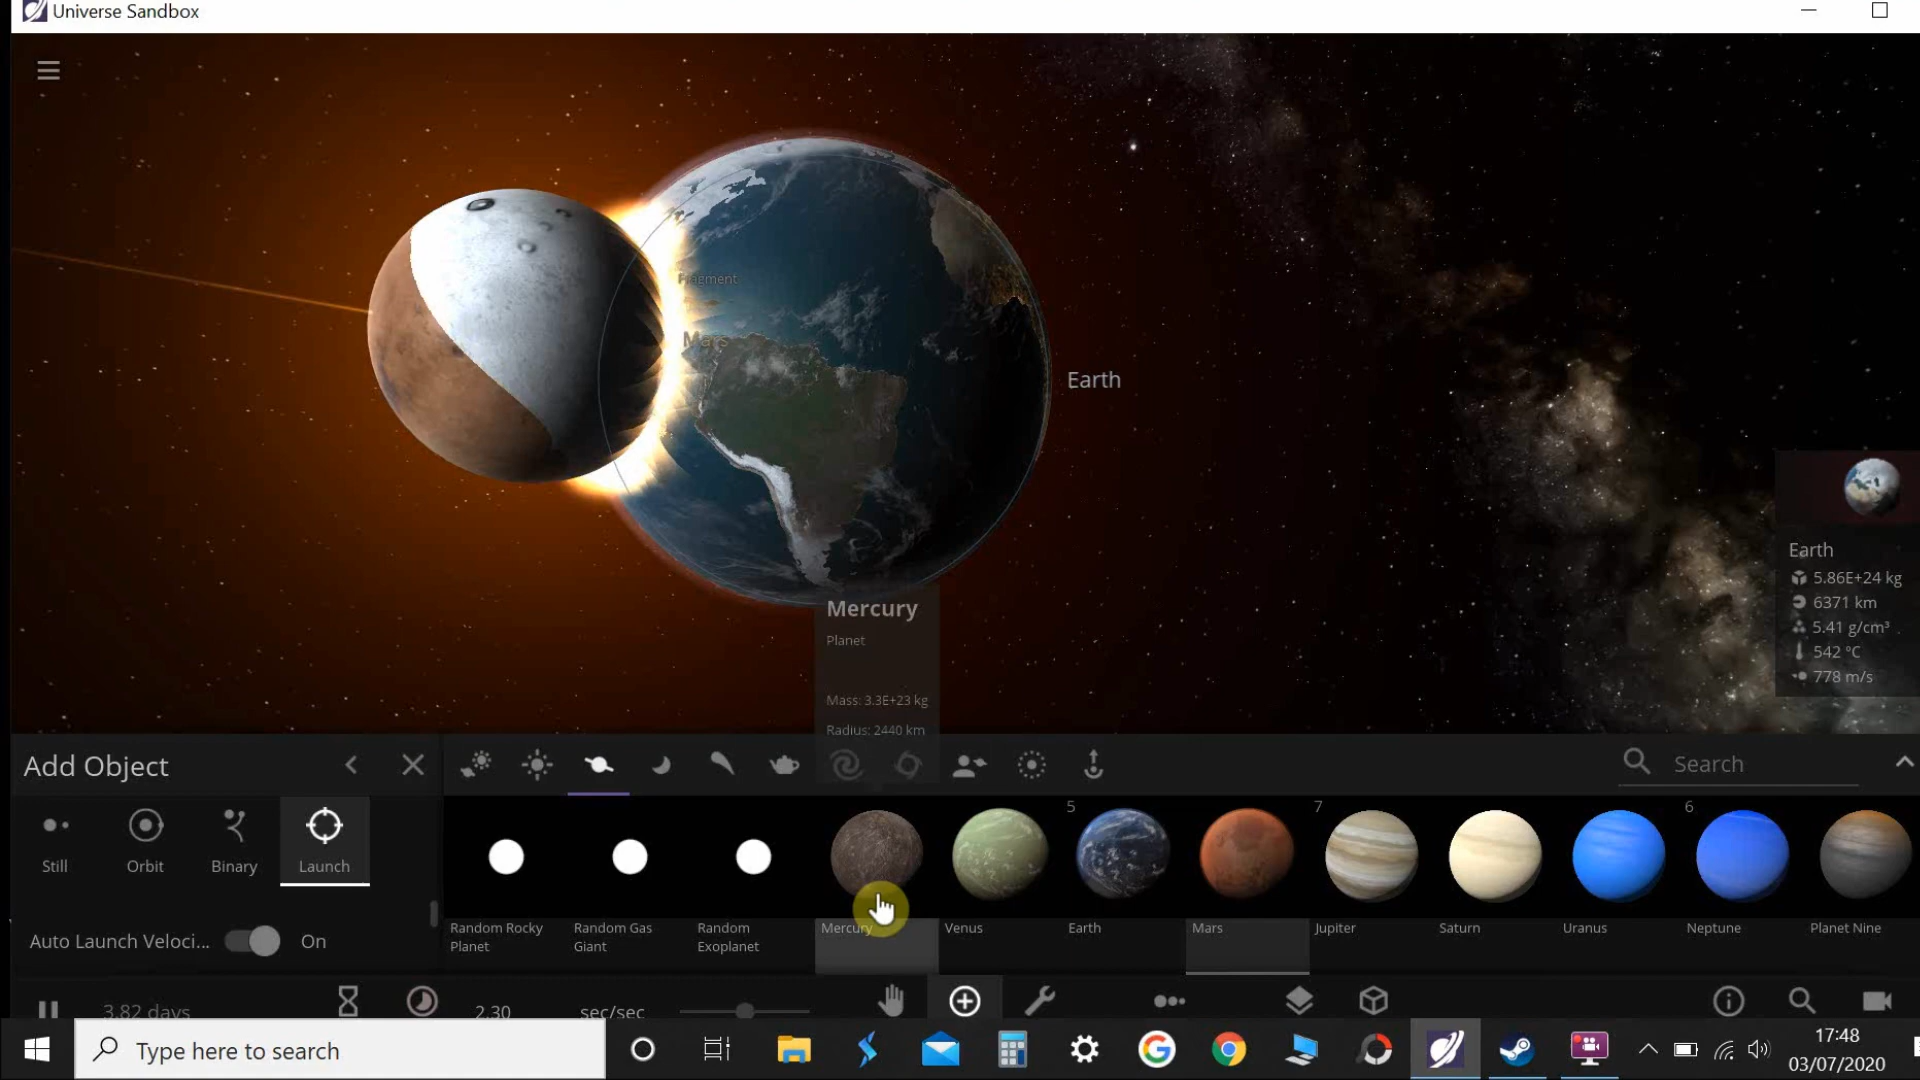 Universe Sandbox
Fragment
Mars
Earth
Earth
5.86E+24 kg
6371 km
5.41 g/cm³
542 °C
778 m/s
Mercury
Planet
Mass: 3.3E+23 kg
Radius: 2440 km
Add Object
Search
Still
Orbit
Binary
Launch
Auto Launch Veloci...
On
5
7
6
Random Rocky
Planet
Random Gas
Giant
Random
Exoplanet
Mercury
Venus
Earth
Mars
Jupiter
Saturn
Uranus
Neptune
Planet Nine
3.82 days
2.30
sec/sec
Type here to search
17:48
03/07/2020